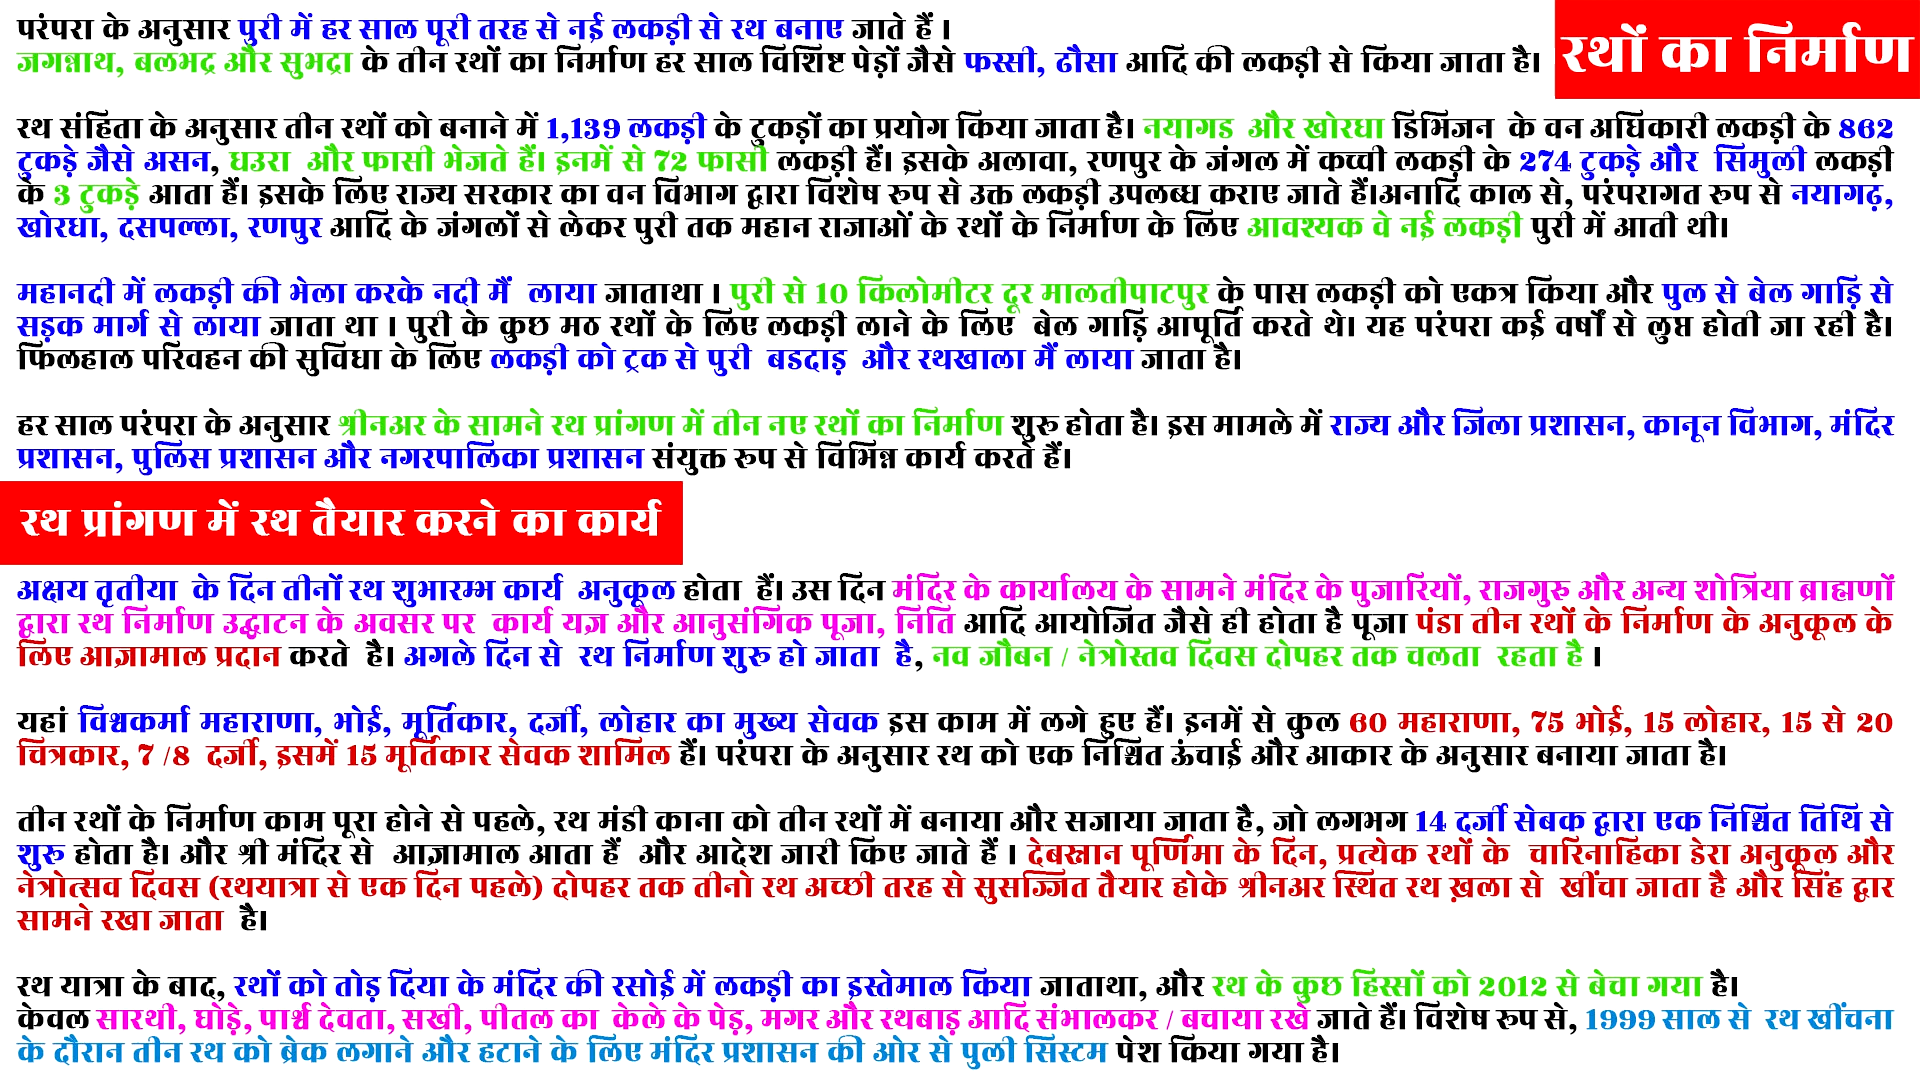 रथों का निर्माण
परंपरा के अनुसार पुरी में हर साल पूरी तरह से नई लकड़ी से रथ बनाए जाते हैं ।
जगन्नाथ, बलभद्र और सुभद्रा के तीन रथों का निर्माण हर साल विशिष्ट पेड़ों जैसे फस्सी, ढौसा आदि की लकड़ी से किया जाता है।
रथ संहिता के अनुसार तीन रथों को बनाने में 1,139 लकड़ी के टुकड़ों का प्रयोग किया जाता है। नयागड और खोरधा डिभिजन के वन अधिकारी लकड़ी के 862
टुकड़े जैसे असन, धउरा और फासी भेजते हैं। इनमें से 72 फासी लकड़ी हैं। इसके अलावा, रणपुर के जंगल में कच्ची लकड़ी के 274 टुकड़े और सिमुली लकड़ी
के 3 टुकड़े आता हैं। इसके लिए राज्य सरकार का वन विभाग द्वारा विशेष रूप से उक्त लकड़ी उपलब्ध कराए जाते हैं।अनादि काल से, परंपरागत रूप से नयागढ़,
खोरधा, दसपल्ला, रणपुर आदि के जंगलों से लेकर पुरी तक महान राजाओं के रथों के निर्माण के लिए आवश्यक वे नई लकड़ी पुरी में आती थी।
महानदी में लकड़ी की भेला करके नदी मैं लाया जाताथा । पुरी से 10 किलोमीटर दूर मालतीपाटपुर के पास लकड़ी को एकत्र किया और पुल से बेल गाड़ि से
सड़क मार्ग से लाया जाता था । पुरी के कुछ मठ रथों के लिए लकड़ी लाने के लिए बेल गाड़ि आपूर्ति करते थे। यह परंपरा कई वर्षों से लुप्त होती जा रही है।
फिलहाल परिवहन की सुविधा के लिए लकड़ी को ट्रक से पुरी बडदाड़ और रथखाला मैं लाया जाता है।
हर साल परंपरा के अनुसार श्रीनअर के सामने रथ प्रांगण में तीन नए रथों का निर्माण शुरू होता है। इस मामले में राज्य और जिला प्रशासन, कानून विभाग, मंदिर
प्रशासन, पुलिस प्रशासन और नगरपालिका प्रशासन संयुक्त रूप से विभिन्न कार्य करते हैं।
रथ प्रांगण में रथ तैयार करने का कार्य
अक्षय तृतीया के दिन तीनों रथ शुभारम्भ कार्य अनुकूल होता हैं। उस दिन मंदिर के कार्यालय के सामने मंदिर के पुजारियों, राजगुरु और अन्य शोत्रिया ब्राह्मणों
द्वारा रथ निर्माण उद्घाटन के अवसर पर कार्य यज्ञ और आनुसंगिक पूजा, निति आदि आयोजित जैसे ही होता है पूजा पंडा तीन रथों के निर्माण के अनुकूल के
लिए आज्ञामाल प्रदान करते है। अगले दिन से रथ निर्माण शुरू हो जाता है, नव जौबन / नेत्रोस्तव दिवस दोपहर तक चलता रहता है ।
यहां विश्वकर्मा महाराणा, भोई, मूर्तिकार, दर्जी, लोहार का मुख्य सेवक इस काम में लगे हुए हैं। इनमें से कुल 60 महाराणा, 75 भोई, 15 लोहार, 15 से 20
चित्रकार, 7 /8 दर्जी, इसमें 15 मूर्तिकार सेवक शामिल हैं। परंपरा के अनुसार रथ को एक निश्चित ऊंचाई और आकार के अनुसार बनाया जाता है।
तीन रथों के निर्माण काम पूरा होने से पहले, रथ मंडी काना को तीन रथों में बनाया और सजाया जाता है, जो लगभग 14 दर्जी सेबक द्वारा एक निश्चित तिथि से
शुरू होता है। और श्री मंदिर से आज्ञामाल आता हैं और आदेश जारी किए जाते हैं । देबस्नान पूर्णिमा के दिन, प्रत्येक रथों के चारिनाहिका डेरा अनुकूल और
नेत्रोत्सव दिवस (रथयात्रा से एक दिन पहले) दोपहर तक तीनो रथ अच्छी तरह से सुसज्जित तैयार होके श्रीनअर स्थित रथ ख़ला से खींचा जाता है और सिंह द्वार
सामने रखा जाता है।
रथ यात्रा के बाद, रथों को तोड़ दिया के मंदिर की रसोई में लकड़ी का इस्तेमाल किया जाताथा, और रथ के कुछ हिस्सों को 2012 से बेचा गया है।
केवल सारथी, घोड़े, पार्श्व देवता, सखी, पीतल का केले के पेड़, मगर और रथबाड़ आदि संभालकर / बचाया रखे जाते हैं। विशेष रूप से, 1999 साल से रथ खींचना
के दौरान तीन रथ को ब्रेक लगाने और हटाने के लिए मंदिर प्रशासन की ओर से पुली सिस्टम पेश किया गया है।